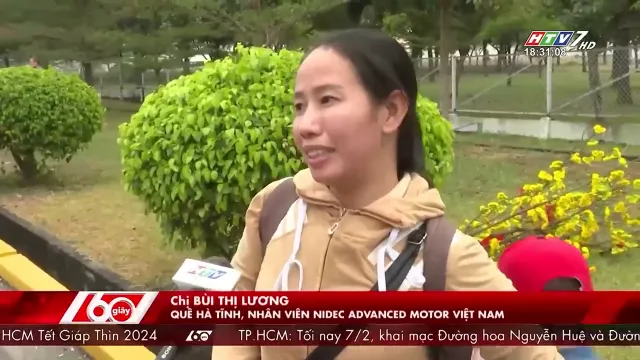 HTV7 HD
18:31:08
HTV
60 giây
Chị BÙI THỊ LƯƠNG
QUÊ HÀ TĨNH, NHÂN VIÊN NIDEC ADVANCED MOTOR VIỆT NAM
HCM Tết Giáp Thìn 2024 60 TP.HCM: Tối nay 7/2, khai mạc Đường hoa Nguyễn Huệ và Đườn